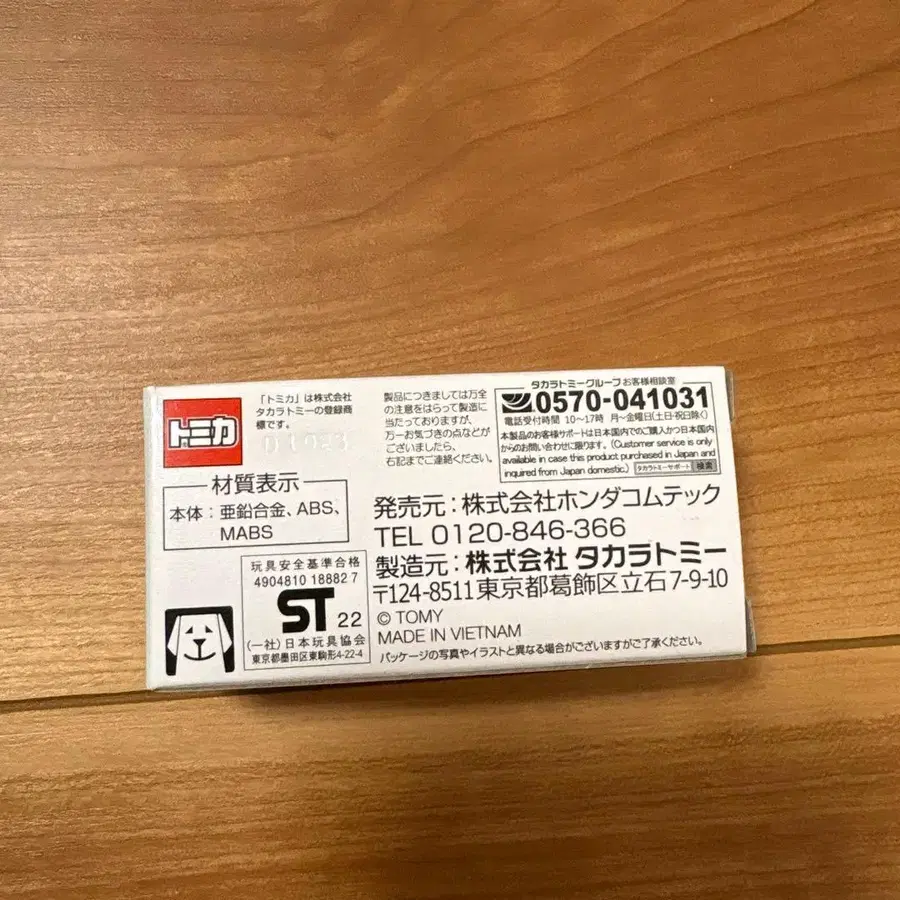 トミカ
「トミカ」は株式会社
タカラトミーの登録商
標です。
製品につきましては万全
の注意をはらって製造に
当たっておりますが、
万一お気づきの点などが
ございましたら、
右記までご連絡ください。
タカラトミーグループ お客様相談室
0570-041031
電話受付時間 10〜17時 月〜金曜日(土・日・祝日除く)
本製品のお客様サポートは日本国内でのご購入かつ日本国内
からのお問い合わせに限ります。(Customer service is only
available in case this product purchased in Japan and
inquired from Japan domestic.) タカラトミーサポート 検索
材質表示
本体：亜鉛合金、ABS、
MABS
発売元：株式会社ホンダコムテック
TEL 0120-846-366
製造元：株式会社 タカラトミー
〒124-8511東京都葛飾区立石7-9-10
© TOMY
MADE IN VIETNAM
パッケージの写真やイラストと異なる場合がございますがご了承ください。
玩具安全基準合格
4904810 18882 7
ST 22
(一社)日本玩具協会
東京都墨田区東駒形4-22-4